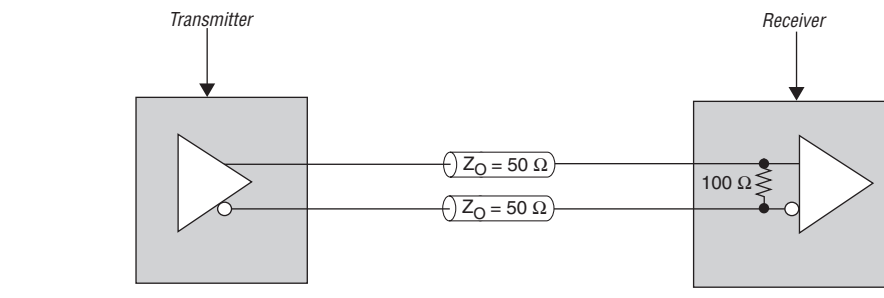 Transmitter
Receiver
Z_O = 50 Ω
100 Ω
Z_O = 50 Ω